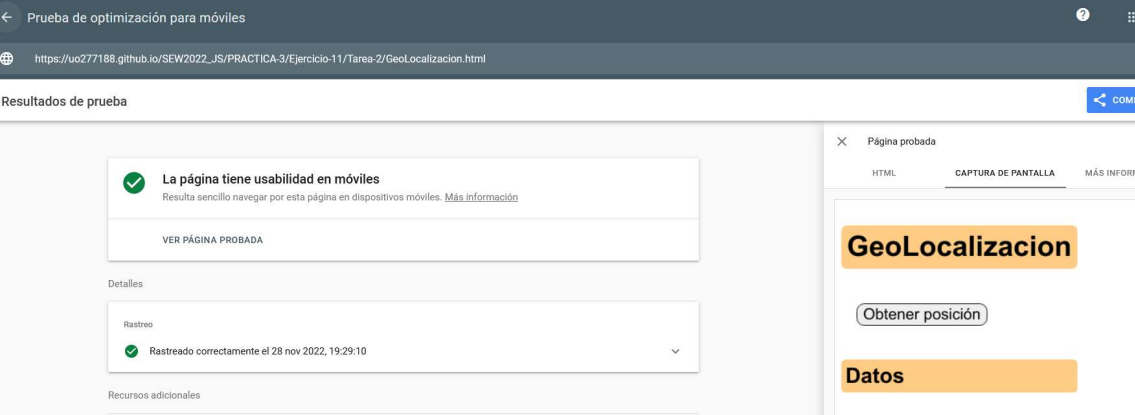 Prueba de optimización para móviles
https://uo277188.github.io/SEW2022_JS/PRACTICA-3/Ejercicio-11/Tarea-2/GeoLocalizacion.html
Resultados de prueba
COM
La página tiene usabilidad en móviles
Resulta sencillo navegar por esta página en dispositivos móviles. Más información
VER PÁGINA PROBADA
Detalles
Rastreo
Rastreado correctamente el 28 nov 2022, 19:29:10
Recursos adicionales
Página probada
HTML CAPTURA DE PANTALLA MÁS INFOR
GeoLocalizacion
Obtener posición
Datos